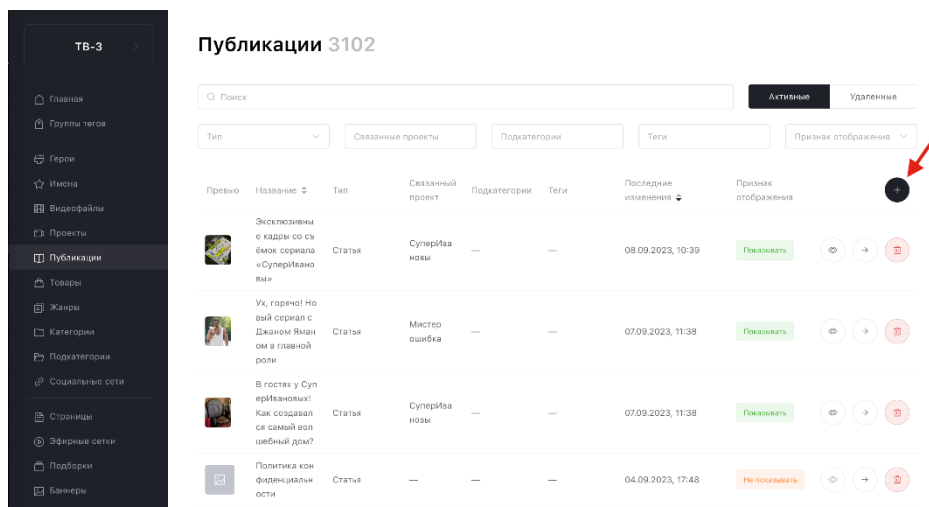 ТВ-3
Главная
Группы тегов
Герои
Имена
Видеофайлы
Проекты
Публикации
Товары
Жанры
Категории
Подкатегории
Социальные сети
Страницы
Эфирные сетки
Подборки
Баннеры
Публикации 3102
Поиск
Активные Удаленные
Тип Связанные проекты Подкатегории Теги Признак отображения
Превью Название Тип Связанный проект Подкатегории Теги Последние изменения Признак отображения
Эксклюзивны
е кадры со съ
ёмок сериала
«СуперИвано
вы»
Статья
СуперИва
новы
—
—
08.09.2023, 10:39
Показывать
Ух, горячо! Но
вый сериал с
Джаном Яман
ом в главной
роли
Статья
Мистер
ошибка
—
—
07.09.2023, 11:38
Показывать
В гостях у Суп
ерИвановых!
Как создавал
ся самый вол
шебный дом?
Статья
СуперИва
новы
—
—
07.09.2023, 11:38
Показывать
Политика кон
фиденциальн
ости
Статья
—
—
—
04.09.2023, 17:48
Не показывать